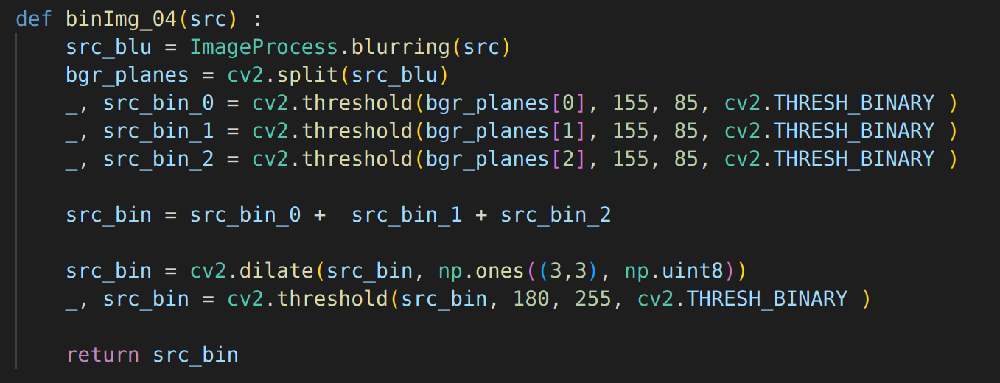 def binImg_04(src) :
    src_blu = ImageProcess.blurring(src)
    bgr_planes = cv2.split(src_blu)
    _, src_bin_0 = cv2.threshold(bgr_planes[0], 155, 85, cv2.THRESH_BINARY )
    _, src_bin_1 = cv2.threshold(bgr_planes[1], 155, 85, cv2.THRESH_BINARY )
    _, src_bin_2 = cv2.threshold(bgr_planes[2], 155, 85, cv2.THRESH_BINARY )

    src_bin = src_bin_0 +  src_bin_1 + src_bin_2

    src_bin = cv2.dilate(src_bin, np.ones((3,3), np.uint8))
    _, src_bin = cv2.threshold(src_bin, 180, 255, cv2.THRESH_BINARY )

    return src_bin